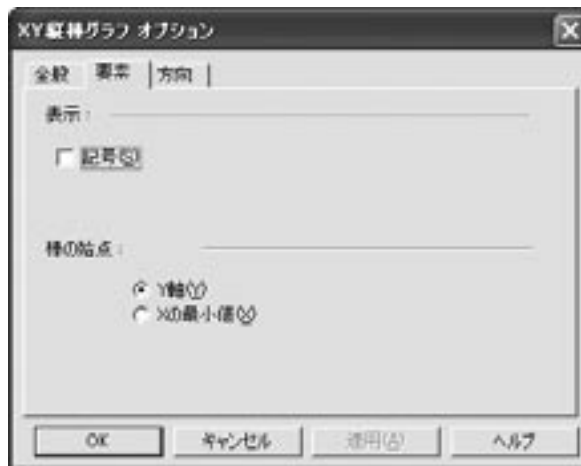 XY縦棒グラフ オプション
全般 要素 方向
表示:
記号(S)
棒の始点:
Y軸(Y)
Xの最小値(X)
OK キャンセル 適用(A) ヘルプ